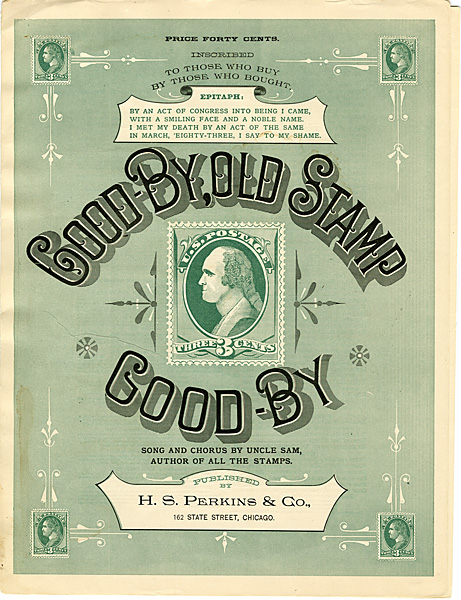 PRICE FORTY CENTS.
INSCRIBED
TO THOSE WHO BUY
BY THOSE WHO BOUGHT.
EPITAPH:
BY AN ACT OF CONGRESS INTO BEING I CAME,
WITH A SMILING FACE AND A NOBLE NAME.
I MET MY DEATH BY AN ACT OF THE SAME
IN MARCH, 'EIGHTY-THREE, I SAY TO MY SHAME.
GOOD-BY, OLD STAMP
U.S. POSTAGE
THREE 3 CENTS
GOOD-BY
SONG AND CHORUS BY UNCLE SAM,
AUTHOR OF ALL THE STAMPS.
PUBLISHED
BY
H. S. PERKINS & CO.,
162 STATE STREET, CHICAGO.